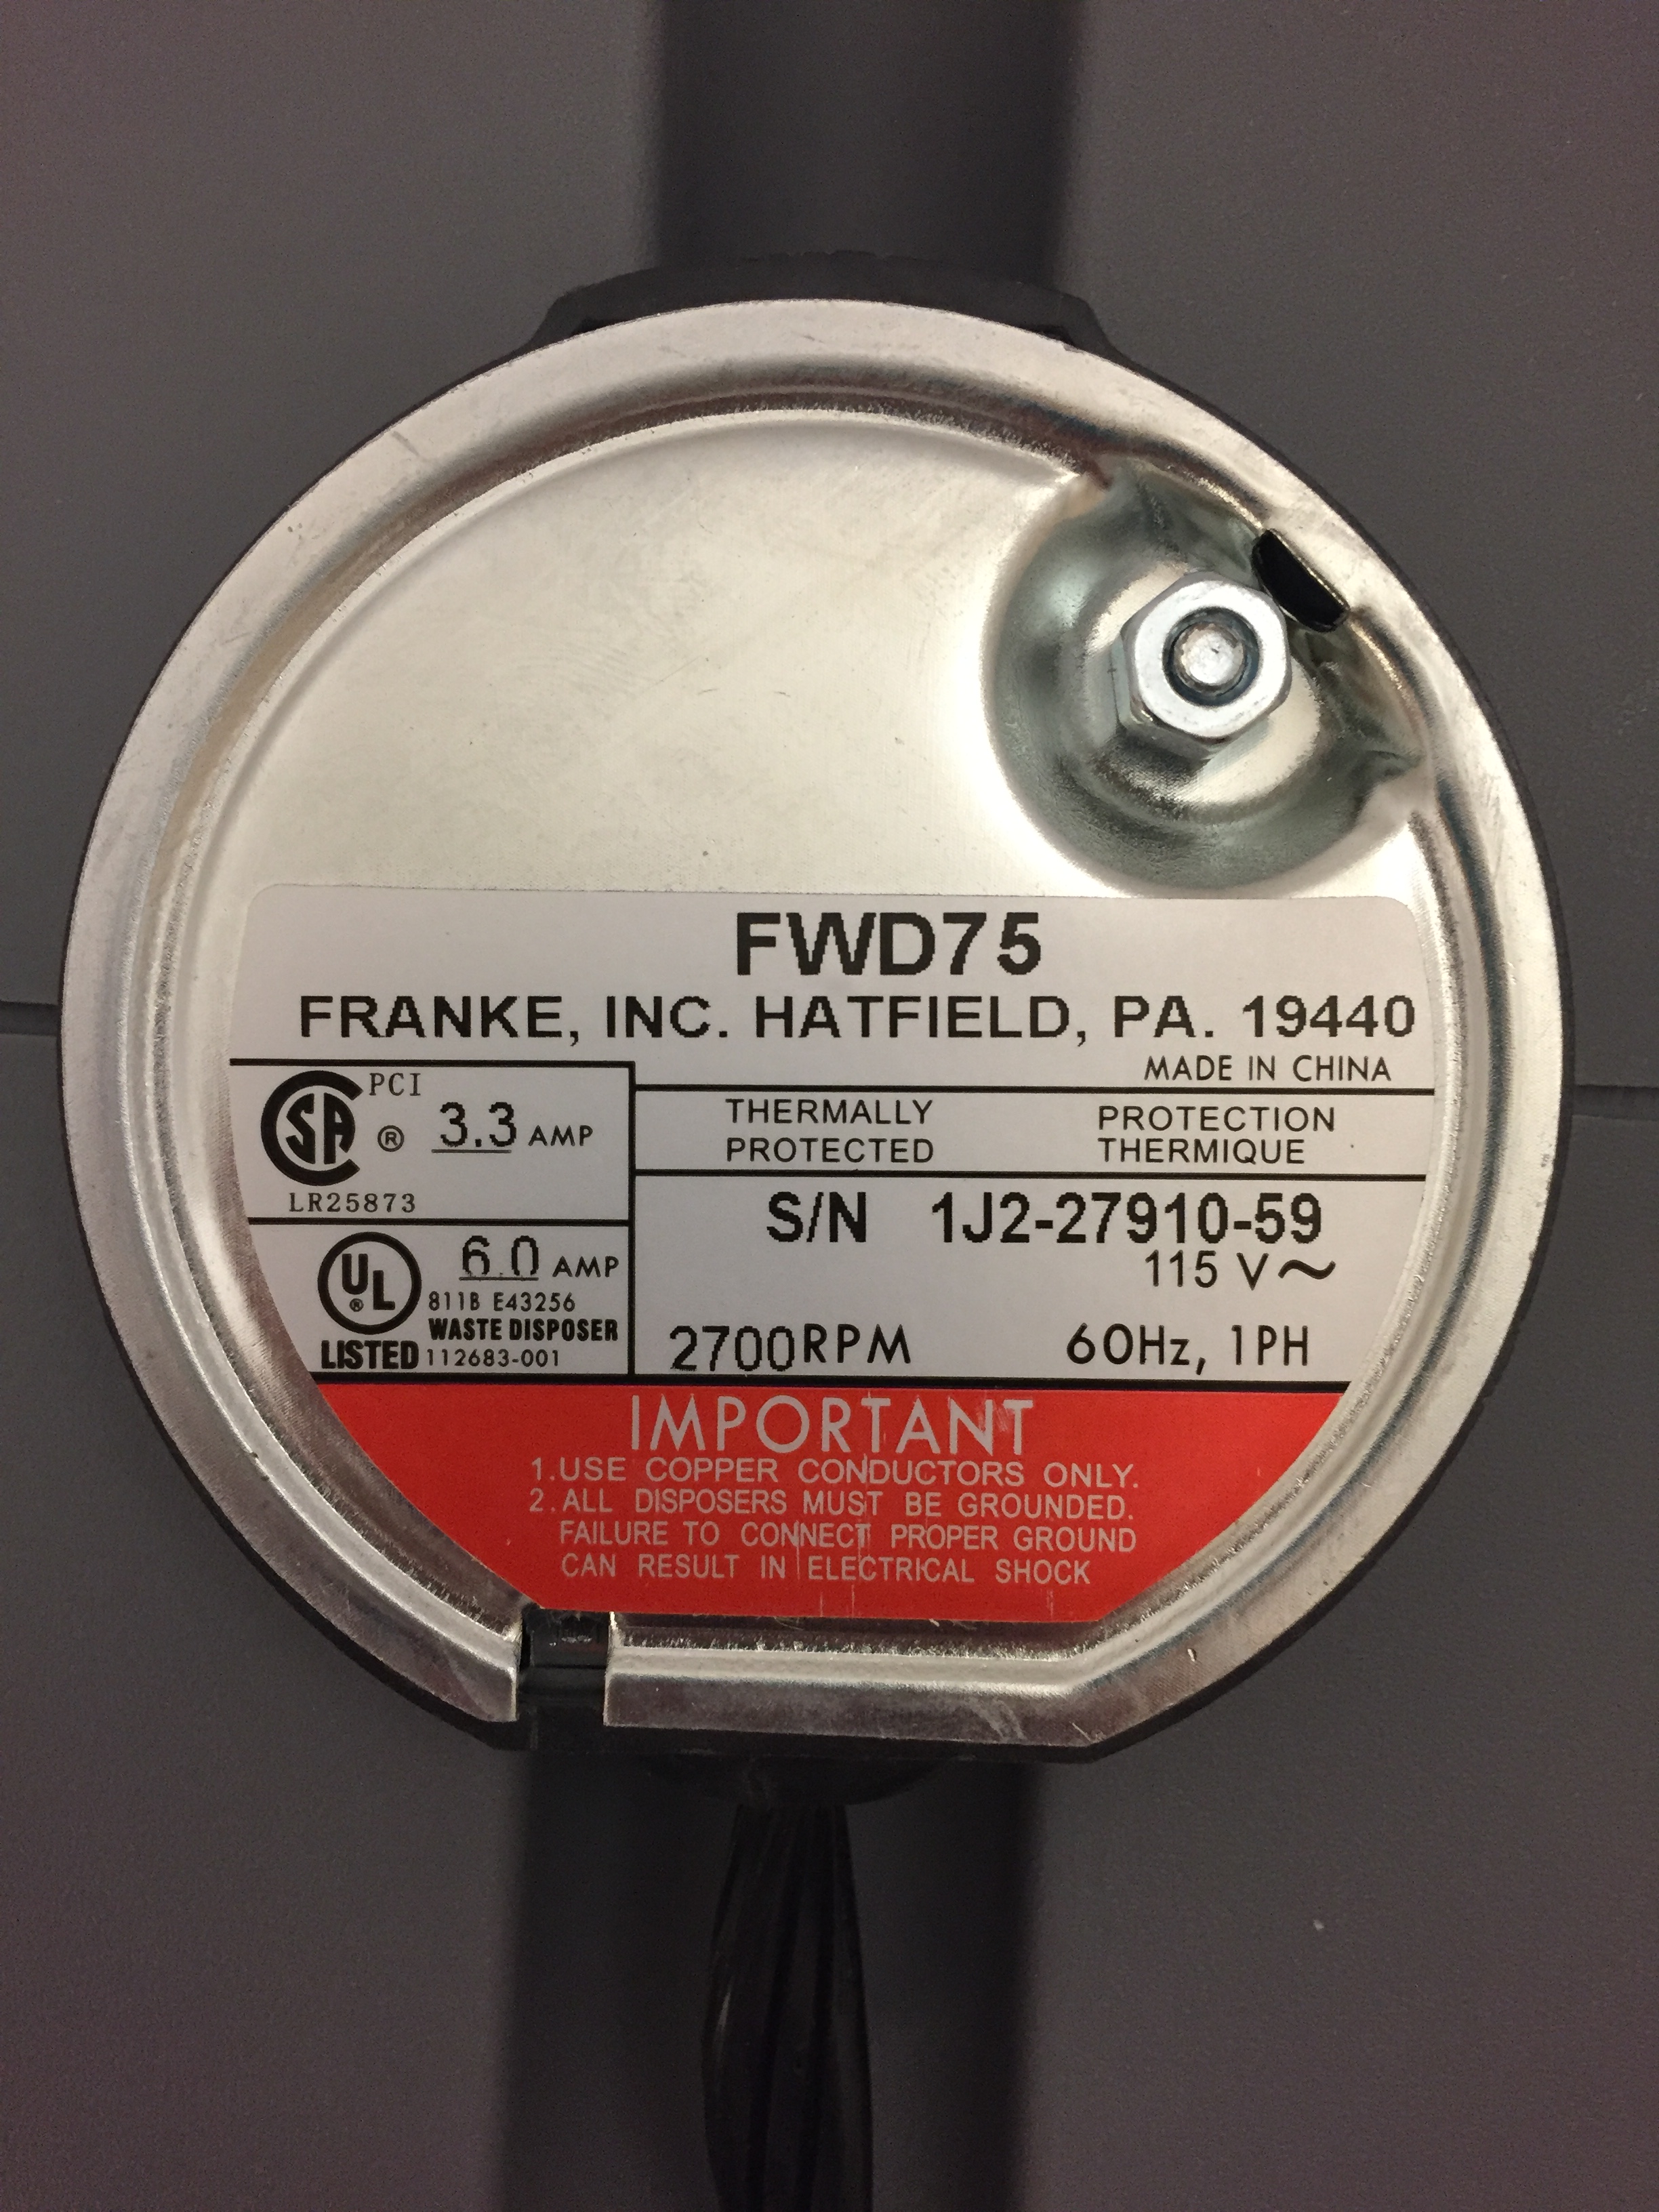 FWD75
FRANKE, INC. HATFIELD, PA. 19440
MADE IN CHINA
SA PCI
® 3.3 AMP
LR25873
THERMALLY PROTECTED
PROTECTION THERMIQUE
S/N 1J2-27910-59
115 V~
UL ® 6.0 AMP
811B E43256
WASTE DISPOSER
LISTED 112683-001
2700RPM 60Hz, 1PH
IMPORTANT
1.USE COPPER CONDUCTORS ONLY.
2. ALL DISPOSERS MUST BE GROUNDED.
FAILURE TO CONNECT PROPER GROUND
CAN RESULT IN ELECTRICAL SHOCK